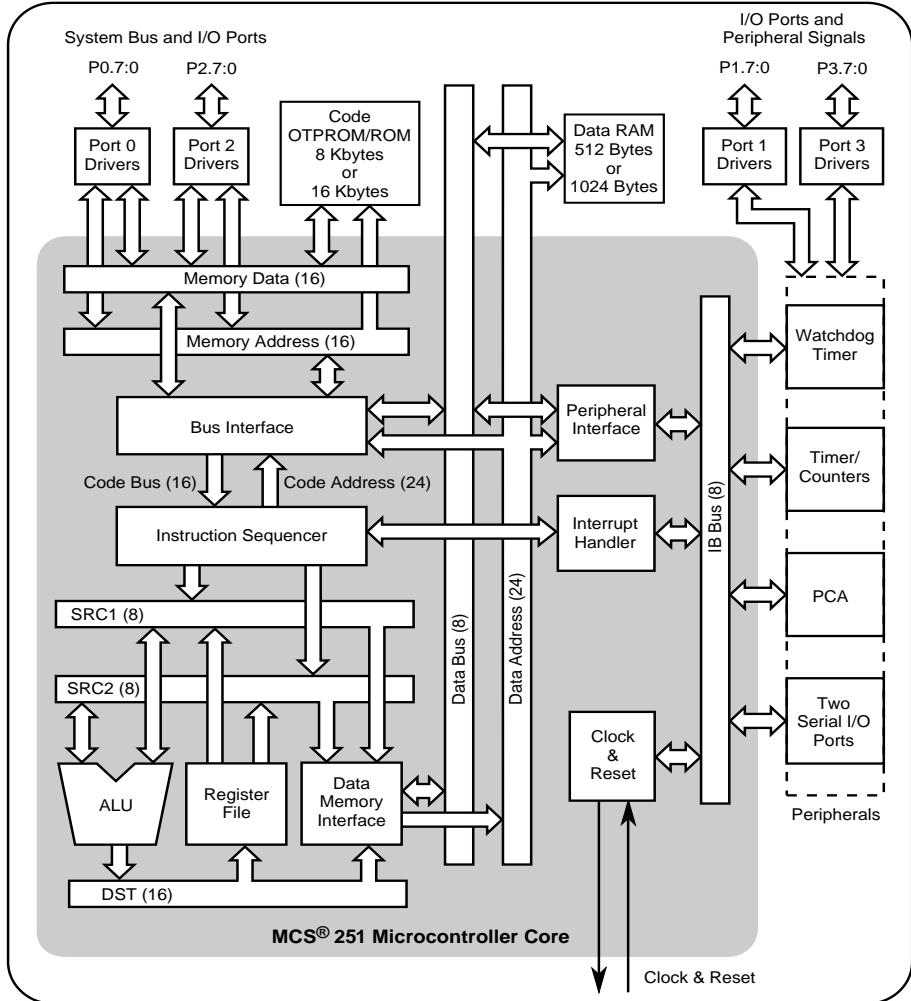 System Bus and I/O Ports
I/O Ports and
Peripheral Signals
P0.7:0
P2.7:0
P1.7:0
P3.7:0
Port 0
Drivers
Port 2
Drivers
Code
OTPROM/ROM
8 Kbytes
or
16 Kbytes
Data RAM
512 Bytes
or
1024 Bytes
Port 1
Drivers
Port 3
Drivers
Memory Data (16)
Memory Address (16)
Bus Interface
Peripheral
Interface
Watchdog
Timer
Code Bus (16)
Code Address (24)
Timer/
Counters
Instruction Sequencer
Interrupt
Handler
IB Bus (8)
SRC1 (8)
Data Bus (8)
Data Address (24)
PCA
SRC2 (8)
ALU
Register
File
Data
Memory
Interface
Clock
&
Reset
Two
Serial I/O
Ports
Peripherals
DST (16)
MCS® 251 Microcontroller Core
Clock & Reset